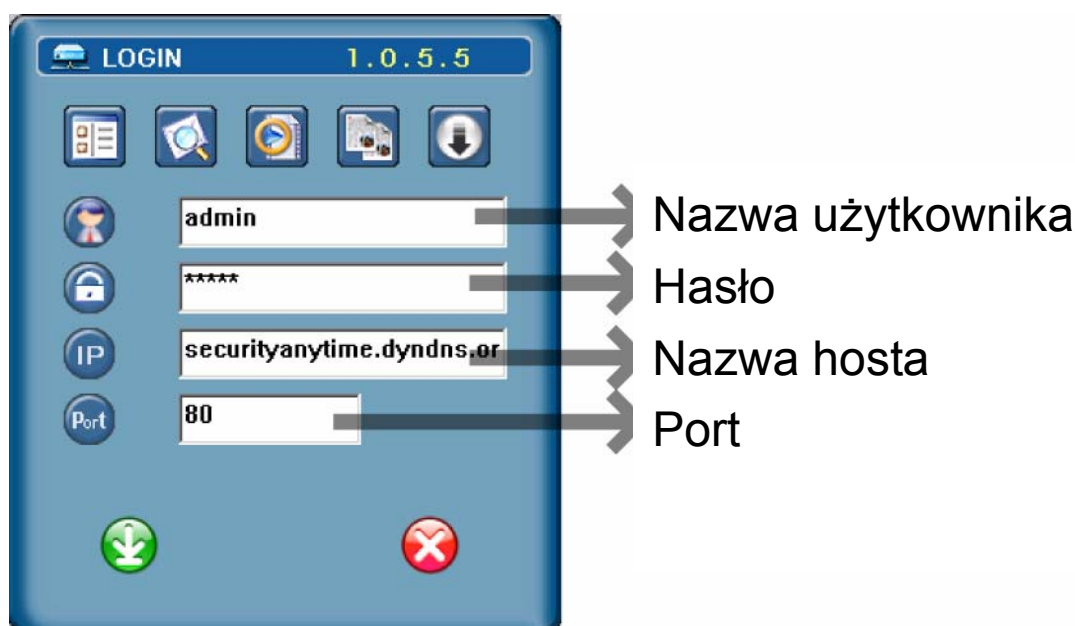 LOGIN 1.0.5.5
admin
Nazwa użytkownika
*****
Hasło
IP
securityanytime.dyndns.or
Nazwa hosta
Port
80
Port